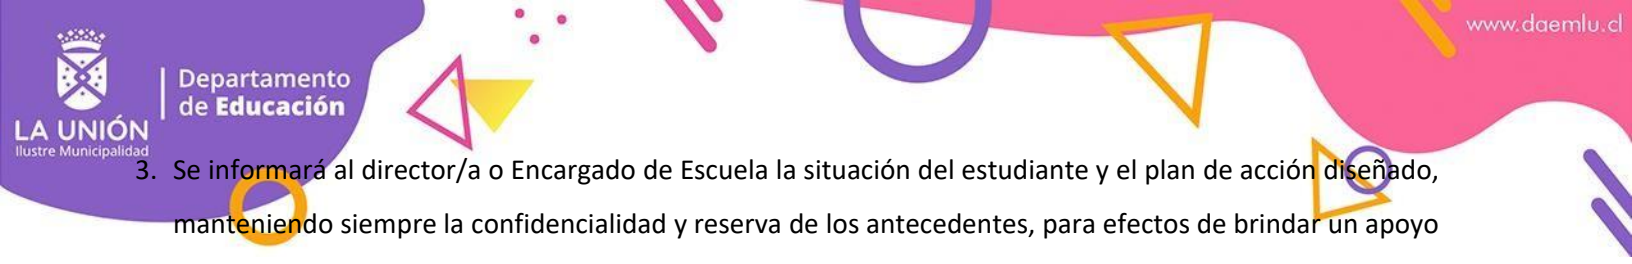 www.daemlu.cl
Departamento
de Educación
LA UNIÓN
Ilustre Municipalidad
3. Se informará al director/a o Encargado de Escuela la situación del estudiante y el plan de acción diseñado,
manteniendo siempre la confidencialidad y reserva de los antecedentes, para efectos de brindar un apoyo